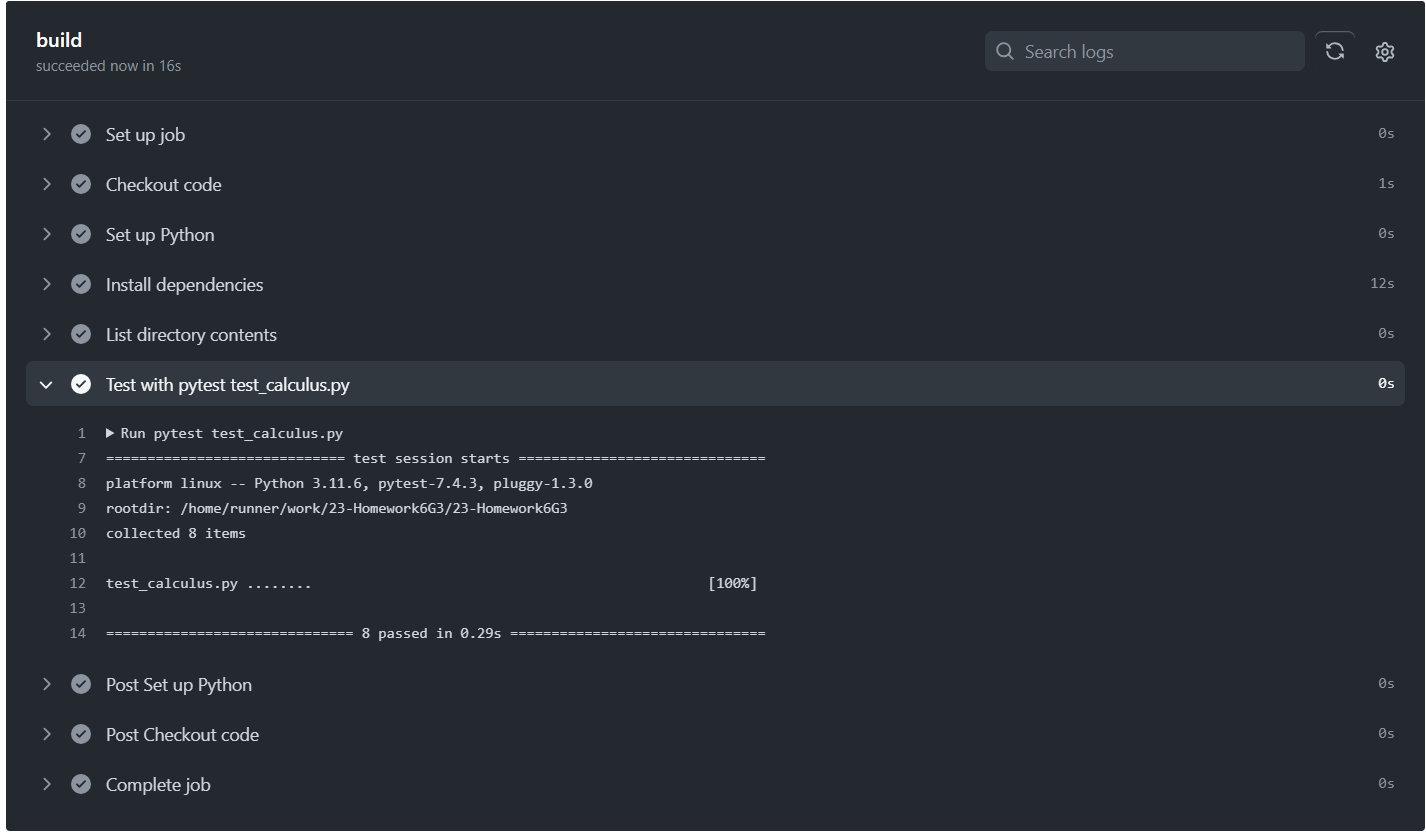 build
succeeded now in 16s
Search logs
Set up job 0s
Checkout code 1s
Set up Python 0s
Install dependencies 12s
List directory contents 0s
Test with pytest test_calculus.py 0s
1 Run pytest test_calculus.py
7 ============================= test session starts ==============================
8 platform linux -- Python 3.11.6, pytest-7.4.3, pluggy-1.3.0
9 rootdir: /home/runner/work/23-Homework6G3/23-Homework6G3
10 collected 8 items
11
12 test_calculus.py ........ [100%]
13
14 ============================== 8 passed in 0.29s ===============================
Post Set up Python 0s
Post Checkout code 0s
Complete job 0s